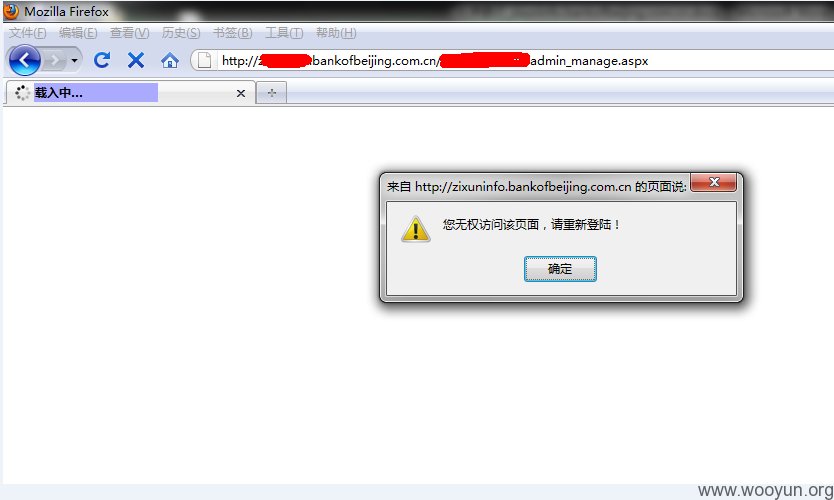 Mozilla Firefox
文件(F) 编辑(E) 查看(V) 历史(S) 书签(B) 工具(T) 帮助(H)
http://z bankofbeijing.com.cn/ admin_manage.aspx
载入中...
来自 http://zixuninfo.bankofbeijing.com.cn 的页面说:
您无权访问该页面，请重新登陆！
确定
www.wooyun.org